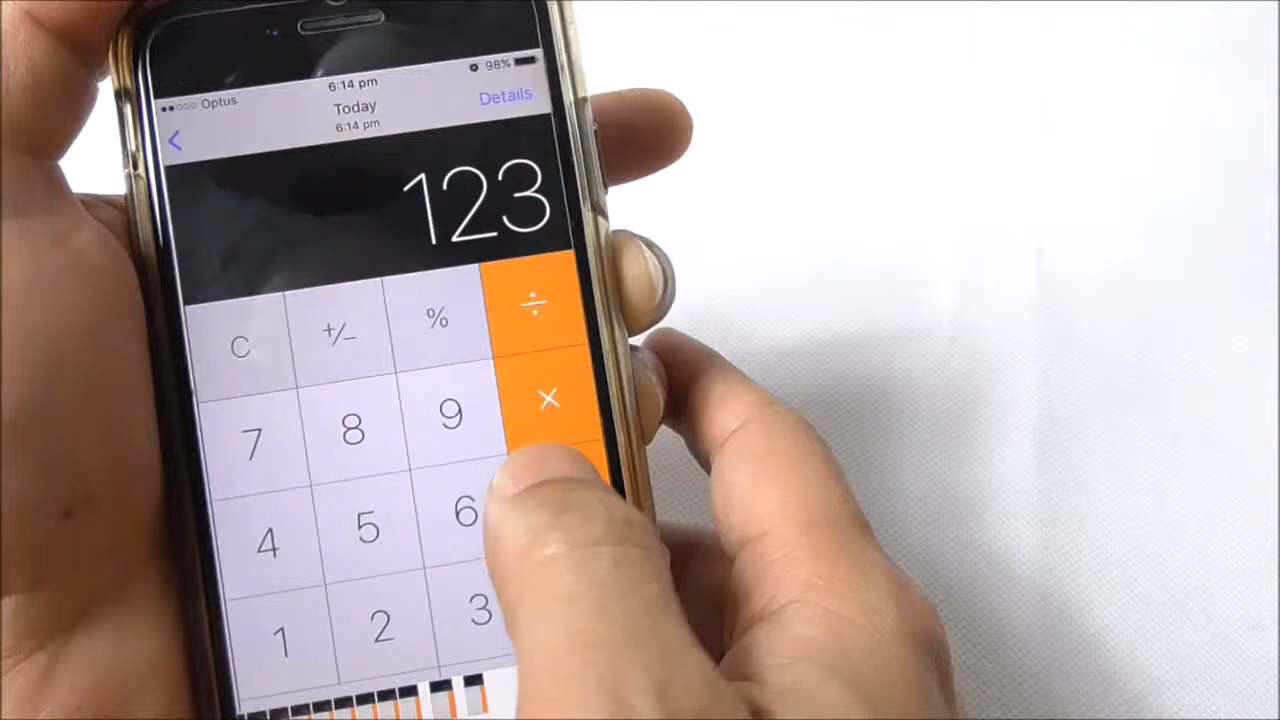 6:14 pm
98%
Optus
Today
Details
6:14 pm
<
123
C +/- % ÷
7 8 9 ×
4 5 6
1 2 3